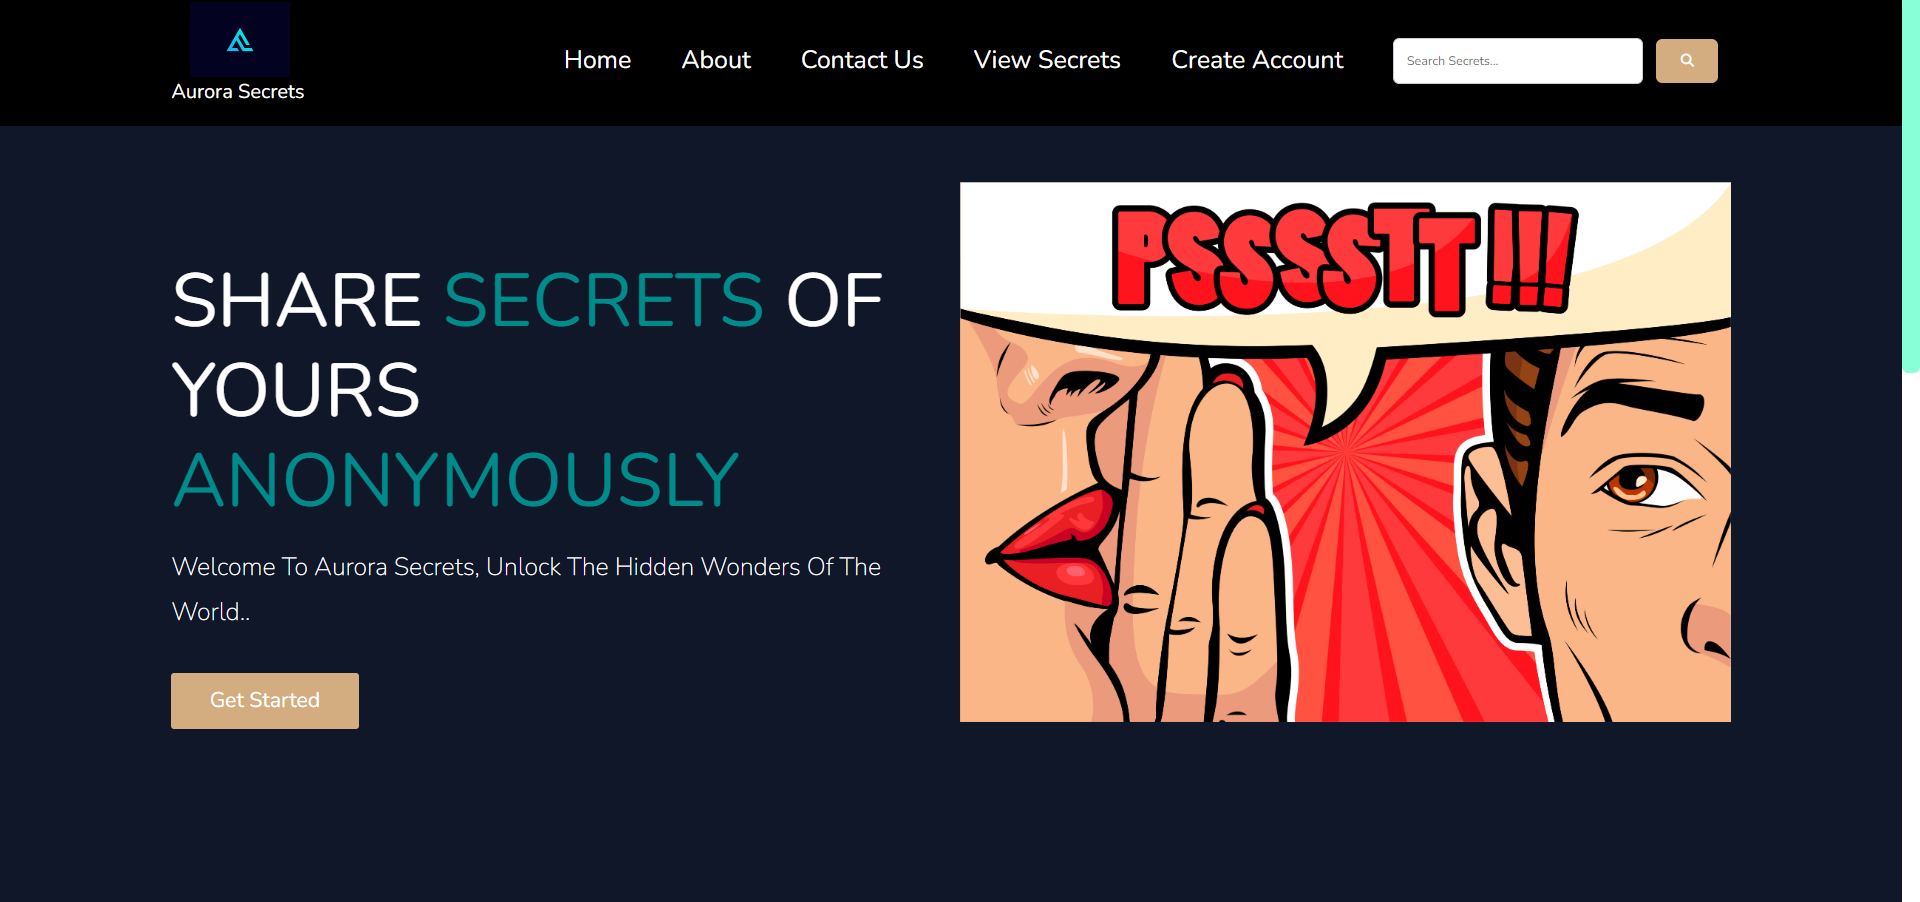 Aurora Secrets
Home
About
Contact Us
View Secrets
Create Account
Search Secrets...
SHARE SECRETS OF
YOURS
ANONYMOUSLY
Welcome To Aurora Secrets, Unlock The Hidden Wonders Of The
World..
Get Started
PSSSSTT!!!